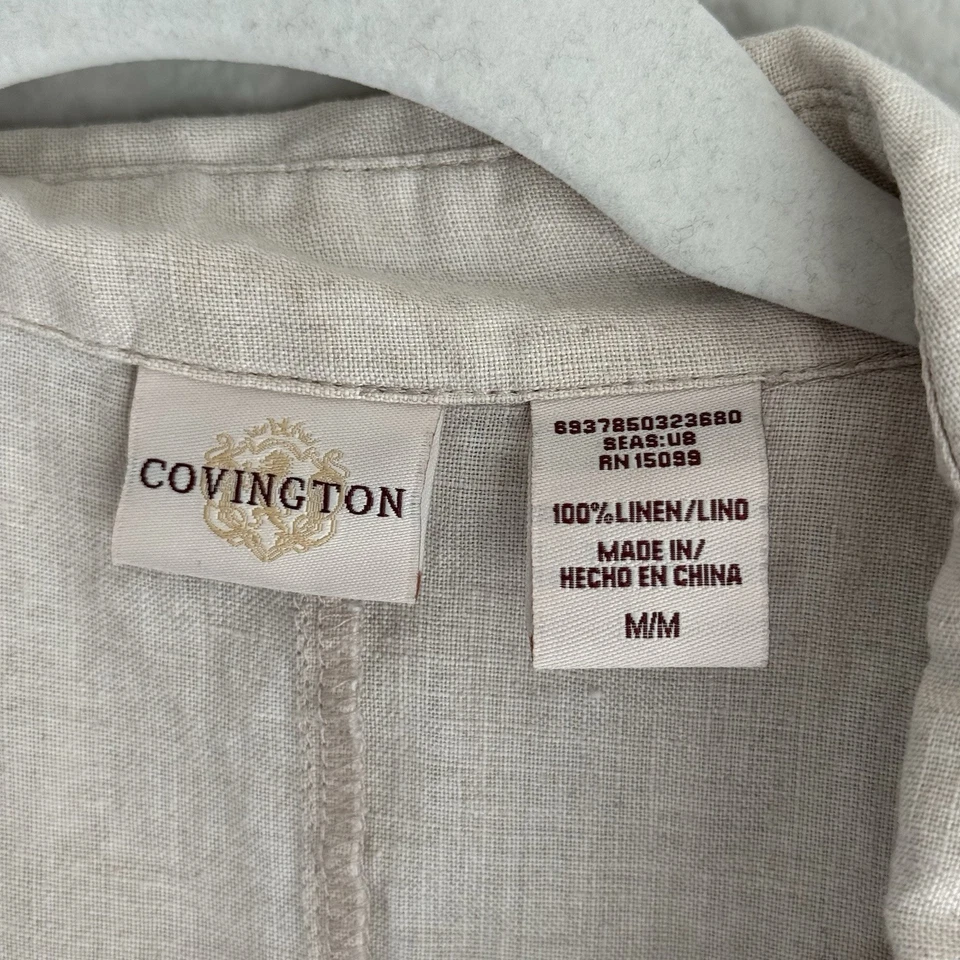 COVINGTON
6937850323680
SEAS:U8
RN 15099
100%LINEN/LINO
MADE IN/
HECHO EN CHINA
M/M